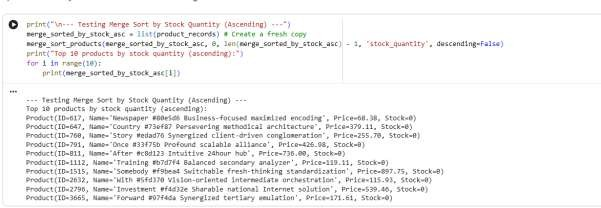 print("\n--- Testing Merge Sort by Stock Quantity (Ascending) ---")
merge_sorted_by_stock_asc = list(product_records) # Create a fresh copy
merge_sort_products(merge_sorted_by_stock_asc, 0, len(merge_sorted_by_stock_asc) - 1, 'stock_quantity', descending=False)
print("Top 10 products by stock quantity (ascending):")
for i in range(10):
    print(merge_sorted_by_stock_asc[i])
...
--- Testing Merge Sort by Stock Quantity (Ascending) ---
Top 10 products by stock quantity (ascending):
Product(ID=617, Name='Newspaper #80e5d6 Business-focused maximized encoding', Price=68.38, Stock=0)
Product(ID=647, Name='Country #73ef87 Persevering methodical architecture', Price=379.11, Stock=0)
Product(ID=760, Name='Story #edad76 Synergized client-driven conglomeration', Price=255.70, Stock=0)
Product(ID=791, Name='Once #33f75b Profound scalable alliance', Price=426.98, Stock=0)
Product(ID=811, Name='After #c8d123 Intuitive 24hour hub', Price=736.00, Stock=0)
Product(ID=1112, Name='Training #b7d7f4 Balanced secondary analyzer', Price=119.11, Stock=0)
Product(ID=1515, Name='Somebody #f9bea4 Switchable fresh-thinking standardization', Price=897.75, Stock=0)
Product(ID=2632, Name='With #5fd370 Vision-oriented intermediate orchestration', Price=115.93, Stock=0)
Product(ID=2796, Name='Investment #f4d32e Sharable national Internet solution', Price=539.46, Stock=0)
Product(ID=3665, Name='Forward #97f4da Synergized tertiary emulation', Price=171.61, Stock=0)